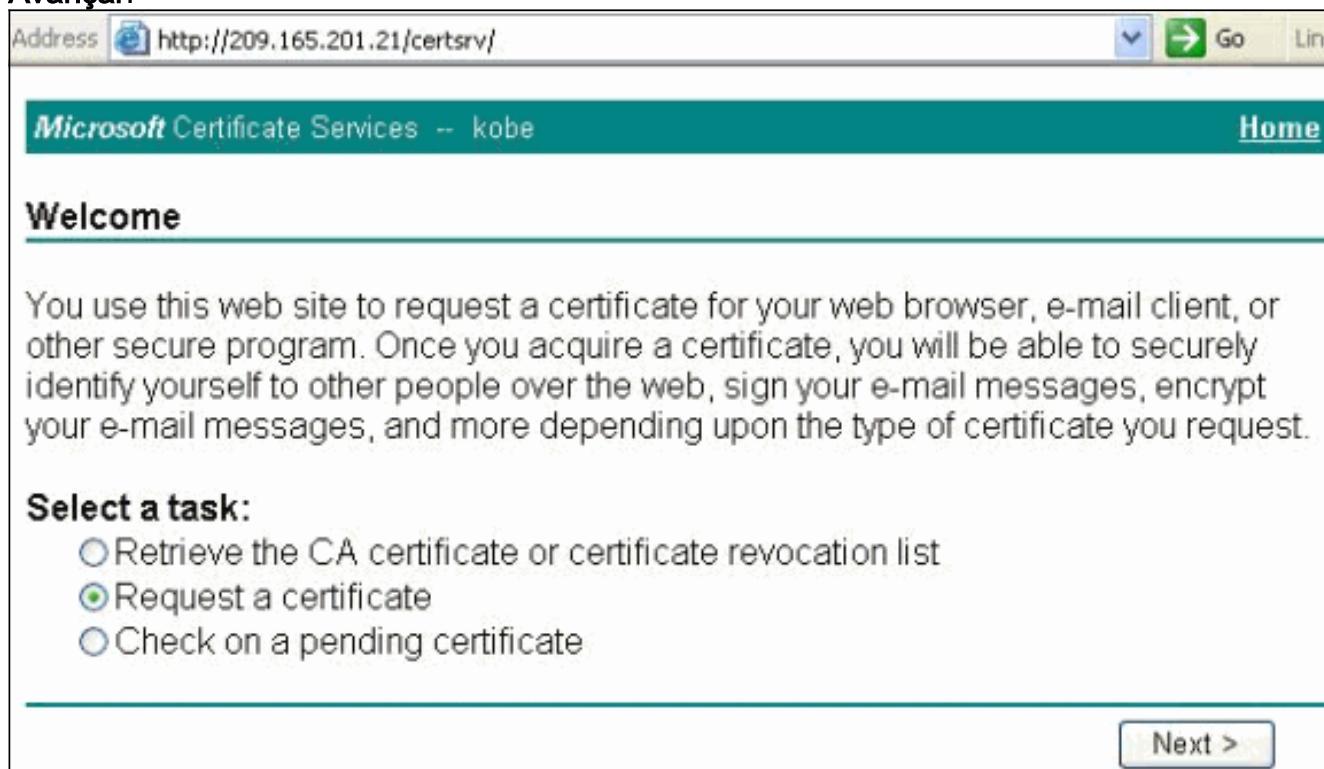 Address http://209.165.201.21/certsrv/ Go
Microsoft Certificate Services -- kobe Home
Welcome
You use this web site to request a certificate for your web browser, e-mail client, or
other secure program. Once you acquire a certificate, you will be able to securely
identify yourself to other people over the web, sign your e-mail messages, encrypt
your e-mail messages, and more depending upon the type of certificate you request.
Select a task:
Retrieve the CA certificate or certificate revocation list
Request a certificate
Check on a pending certificate
Next >